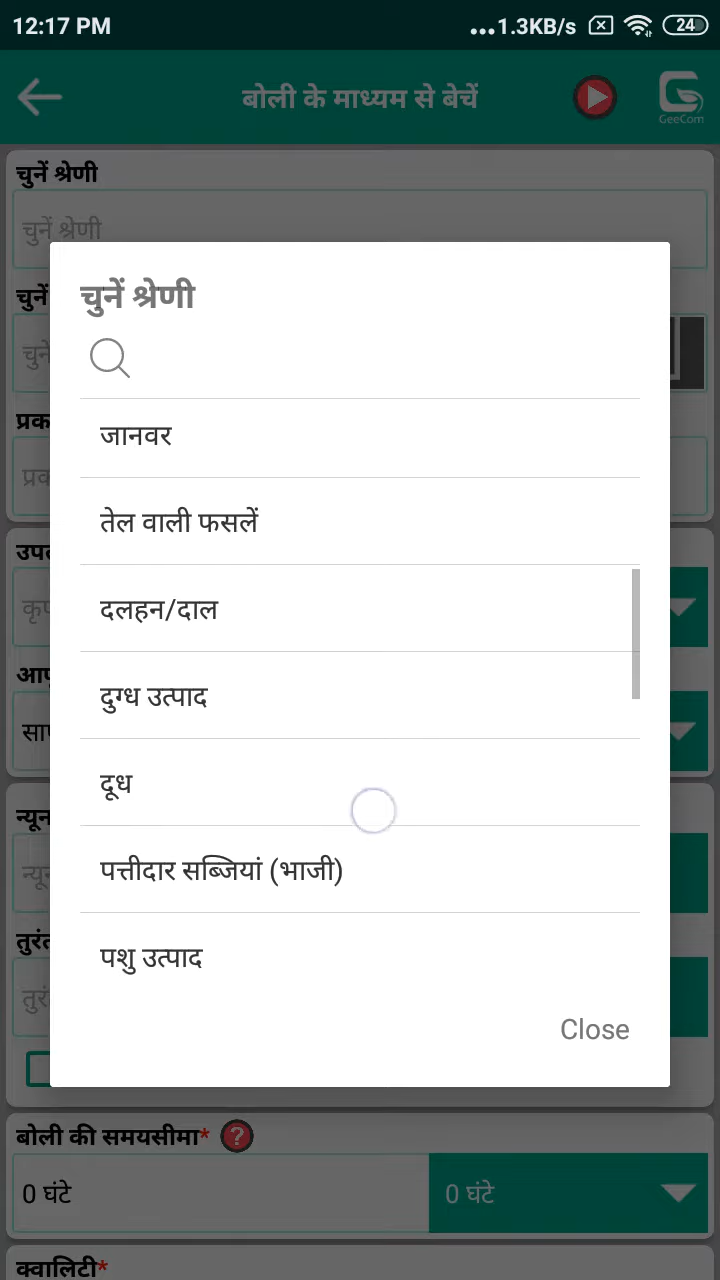 12:17 PM
...1.3KB/s
24
बोली के माध्यम से बेचें
GeeCom
चुनें श्रेणी
चुनें श्रेणी
चुनें
चुनें श्रेणी
जानवर
तेल वाली फसलें
दलहन/दाल
दुग्ध उत्पाद
दूध
पत्तीदार सब्जियां (भाजी)
पशु उत्पाद
Close
बोली की समयसीमा* ?
0 घंटे
0 घंटे
क्वालिटी*